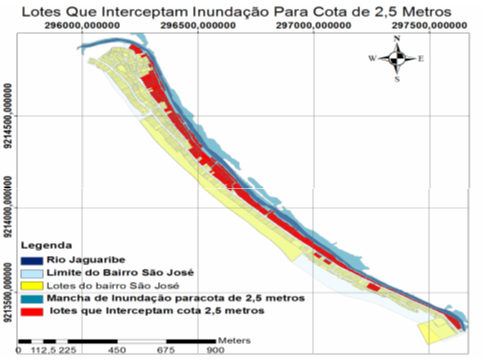 Lotes Que Interceptam Inundação Para Cota de 2,5 Metros
296000,000000 296500,000000 297000,000000 297500,000000
N
W E
S
9214500,000000
9214000,000000
9213500,000000
Legenda
Rio Jaguaribe
Limite do Bairro São José
Lotes do bairro São José
Mancha de Inundação paracota de 2,5 metros
lotes que Interceptam cota 2,5 metros
Meters
0 112,5 225 450 675 900